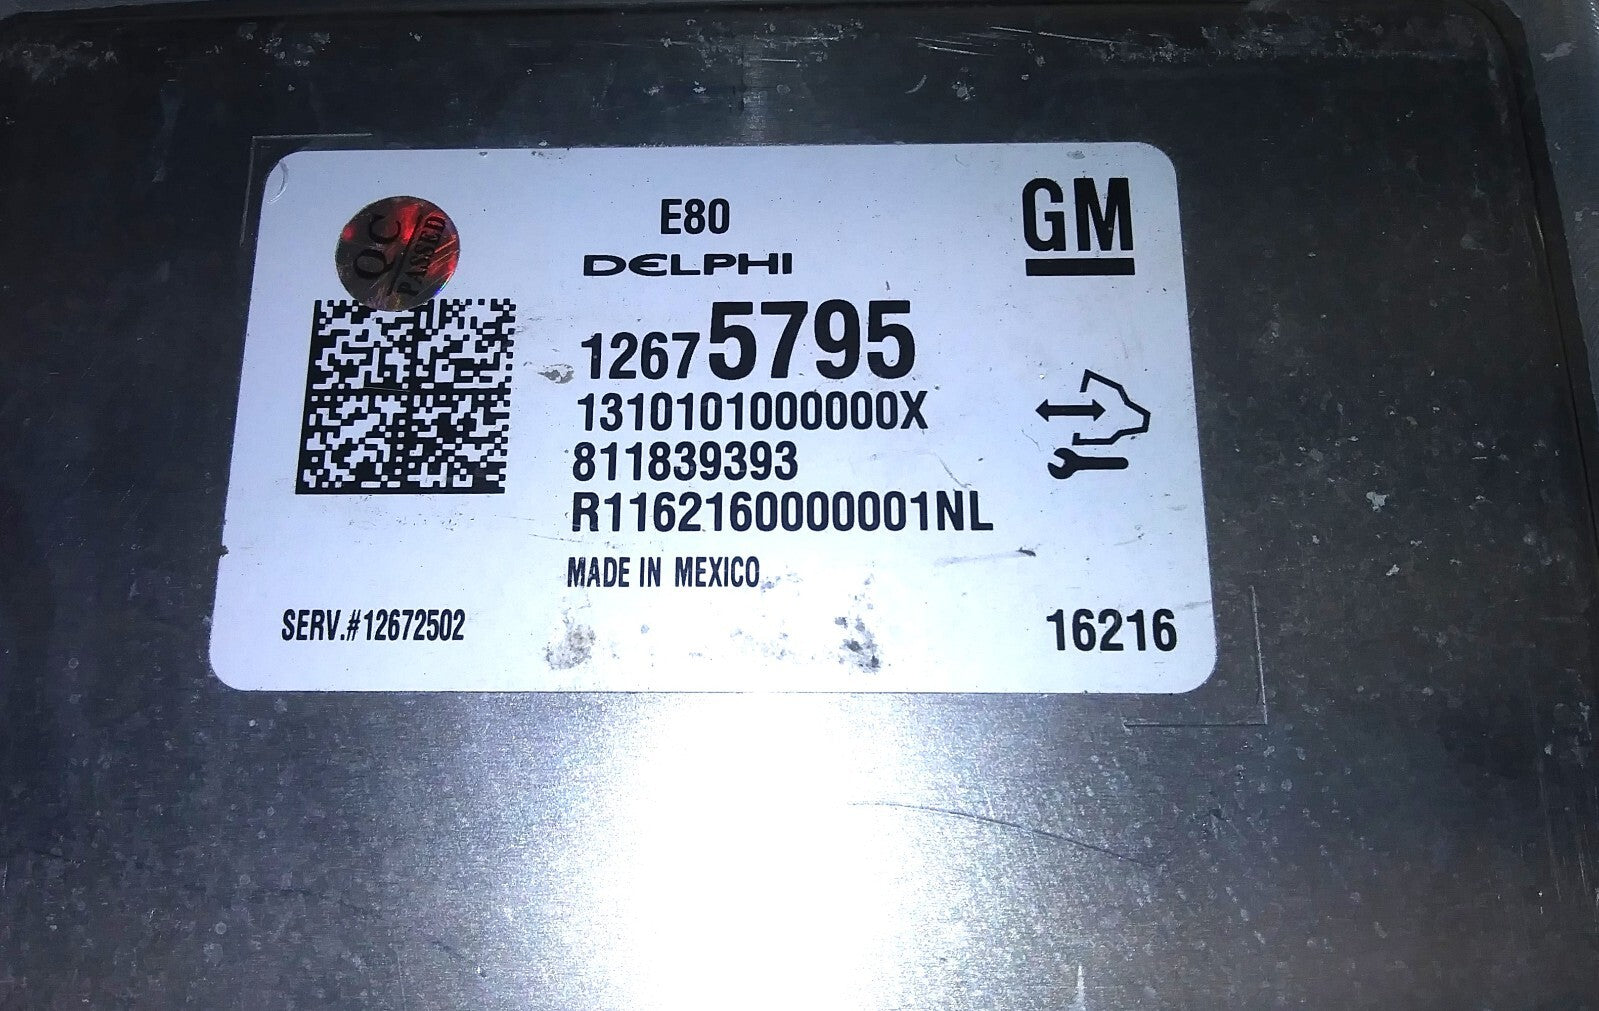 E80
GM
DELPHI
QC
PASSED
12675795
1310101000000X
811839393
R1162160000001NL
MADE IN MEXICO
SERV.#12672502
16216